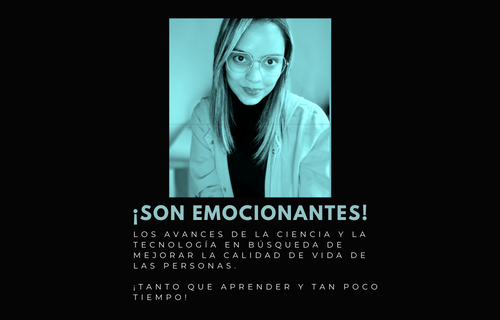 ¡SON EMOCIONANTES!
LOS AVANCES DE LA CIENCIA Y LA
TECNOLOGÍA EN BÚSQUEDA DE
MEJORAR LA CALIDAD DE VIDA DE
LAS PERSONAS.
¡TANTO QUE APRENDER Y TAN POCO
TIEMPO!